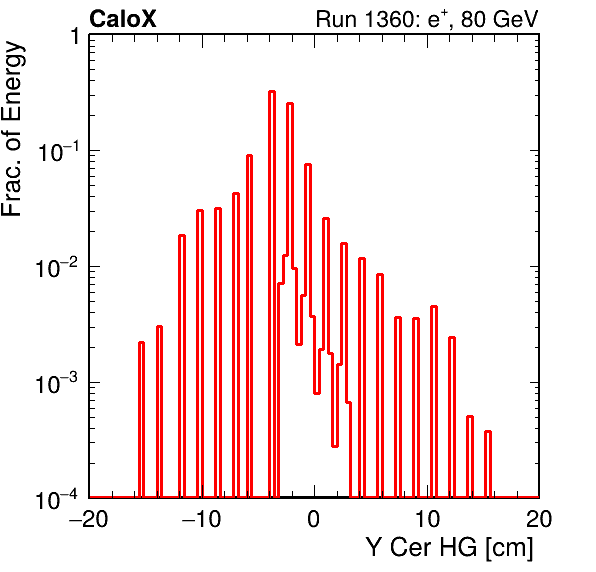 CaloX Run 1360: e⁺, 80 GeV
Frac. of Energy
1
10⁻¹
10⁻²
10⁻³
10⁻⁴
−20 −10 0 10 20
Y Cer HG [cm]